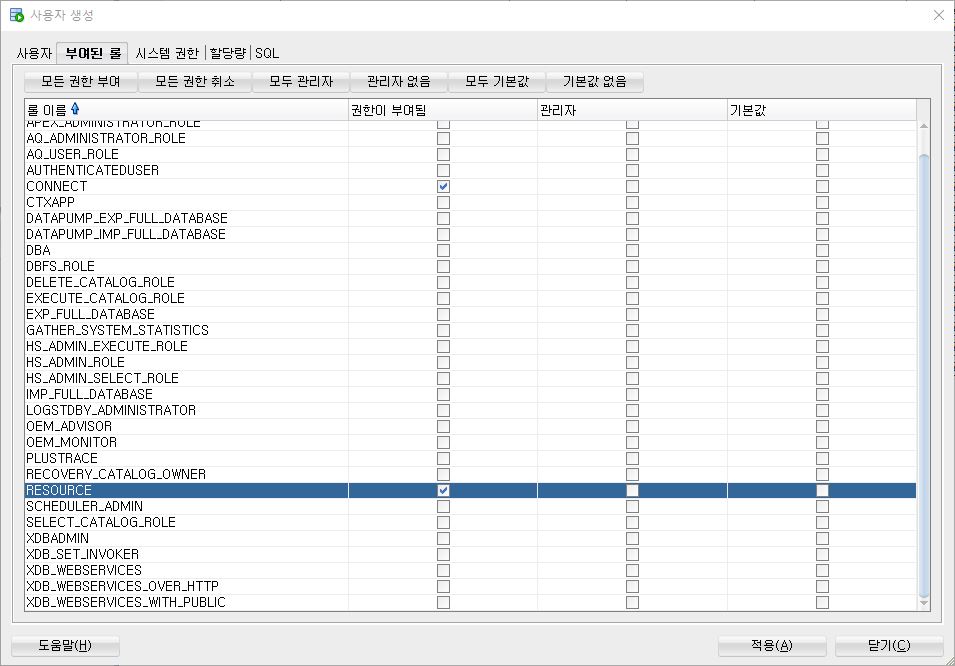 사용자 생성
사용자 부여된 롤 시스템 권한 할당량 SQL
모든 권한 부여 모든 권한 취소 모두 관리자 관리자 없음 모두 기본값 기본값 없음
롤 이름 권한이 부여됨 관리자 기본값
APEX_ADMINISTRATOR_ROLE
AQ_ADMINISTRATOR_ROLE
AQ_USER_ROLE
AUTHENTICATEDUSER
CONNECT
CTXAPP
DATAPUMP_EXP_FULL_DATABASE
DATAPUMP_IMP_FULL_DATABASE
DBA
DBFS_ROLE
DELETE_CATALOG_ROLE
EXECUTE_CATALOG_ROLE
EXP_FULL_DATABASE
GATHER_SYSTEM_STATISTICS
HS_ADMIN_EXECUTE_ROLE
HS_ADMIN_ROLE
HS_ADMIN_SELECT_ROLE
IMP_FULL_DATABASE
LOGSTDBY_ADMINISTRATOR
OEM_ADVISOR
OEM_MONITOR
PLUSTRACE
RECOVERY_CATALOG_OWNER
RESOURCE
SCHEDULER_ADMIN
SELECT_CATALOG_ROLE
XDBADMIN
XDB_SET_INVOKER
XDB_WEBSERVICES
XDB_WEBSERVICES_OVER_HTTP
XDB_WEBSERVICES_WITH_PUBLIC
도움말(H) 적용(A) 닫기(C)